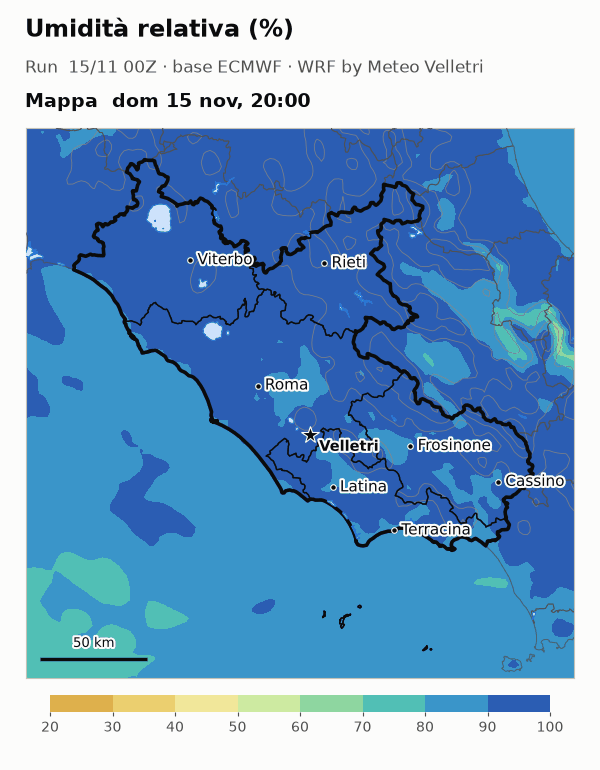 Umidità relativa (%)
Run  15/11 00Z · base ECMWF · WRF by Meteo Velletri
Mappa  dom 15 nov, 20:00
Viterbo
Rieti
Roma
Velletri
Frosinone
Latina
Cassino
Terracina
50 km
20 30 40 50 60 70 80 90 100